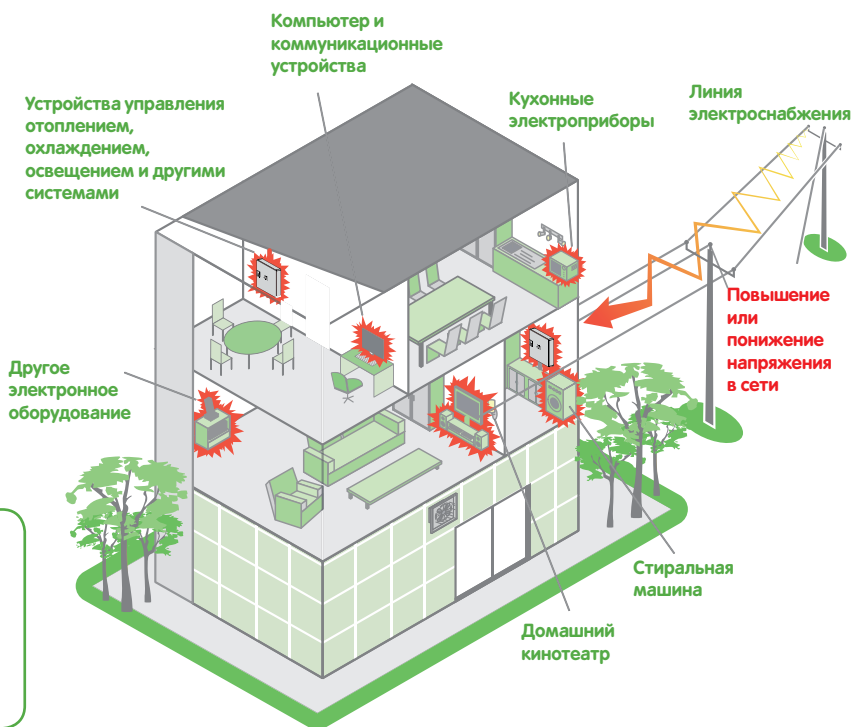 Компьютер и
коммуникационные
устройства
Устройства управления
отоплением,
охлаждением,
освещением и другими
системами
Кухонные
электроприборы
Линия
электроснабжения
Повышение
или
понижение
напряжения
в сети
Другое
электронное
оборудование
Стиральная
машина
Домашний
кинотеатр